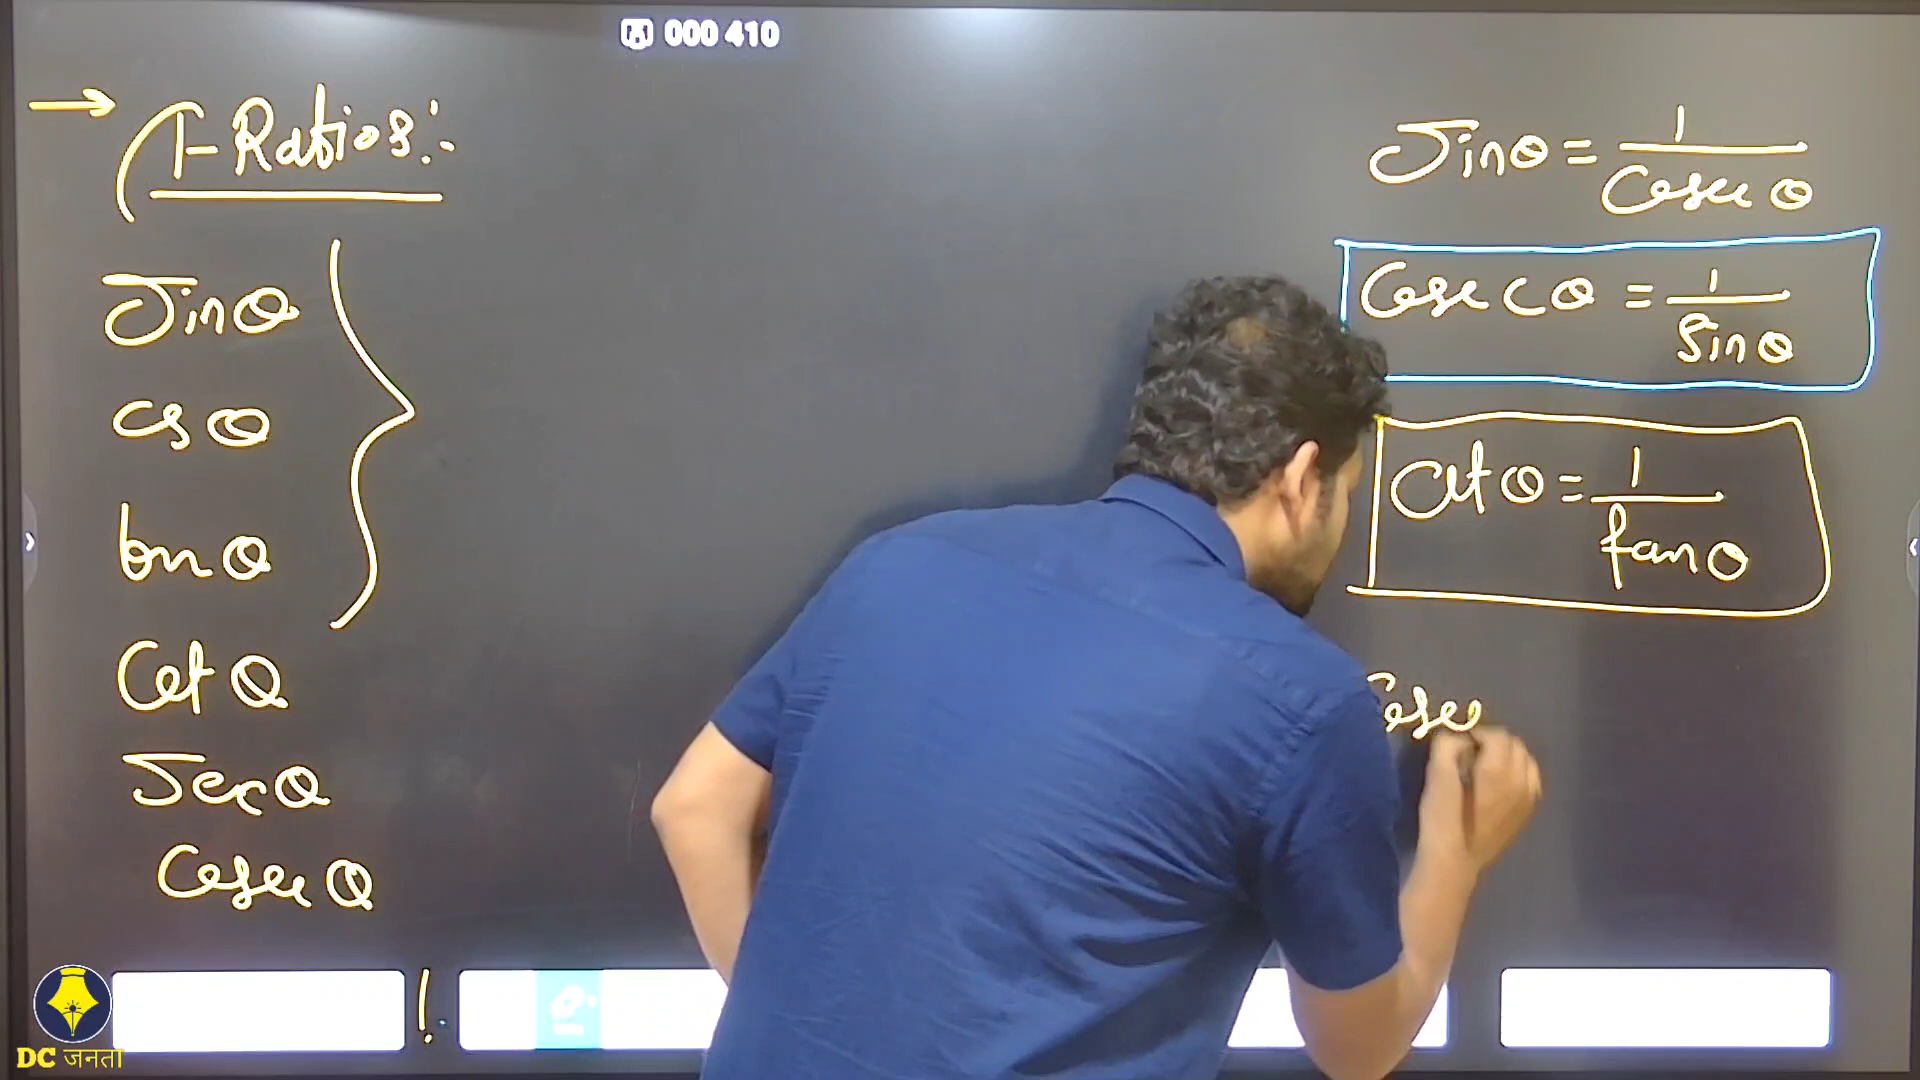 000 410
→ T-Ratios:-
Sinθ
cosθ
tanθ
Cotθ
Secθ
Cosecθ
Sinθ = 1/Cosecθ
Cosecθ = 1/Sinθ
Cotθ = 1/tanθ
Cosec
!
DC जनता